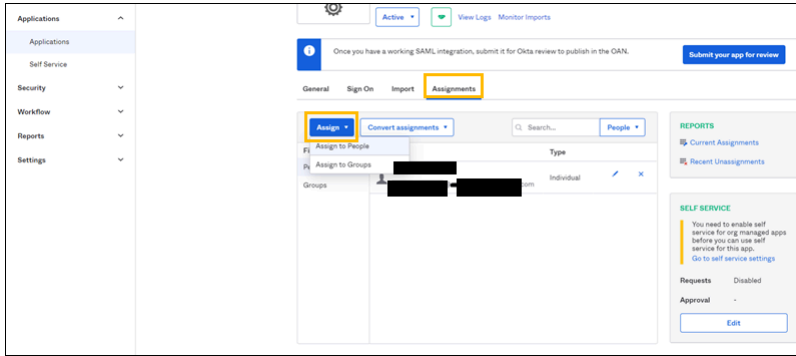 Applications
Applications
Self Service
Security
Workflow
Reports
Settings
Active
View Logs Monitor Imports
Once you have a working SAML integration, submit it for Okta review to publish in the OAN.
Submit your app for review
General Sign On Import Assignments
Assign Convert assignments Search... People
Assign to People
Assign to Groups
Type
Groups
Individual
com
REPORTS
Current Assignments
Recent Unassignments
SELF SERVICE
You need to enable self
service for org managed apps
before you can use self
service for this app.
Go to self service settings
Requests Disabled
Approval -
Edit